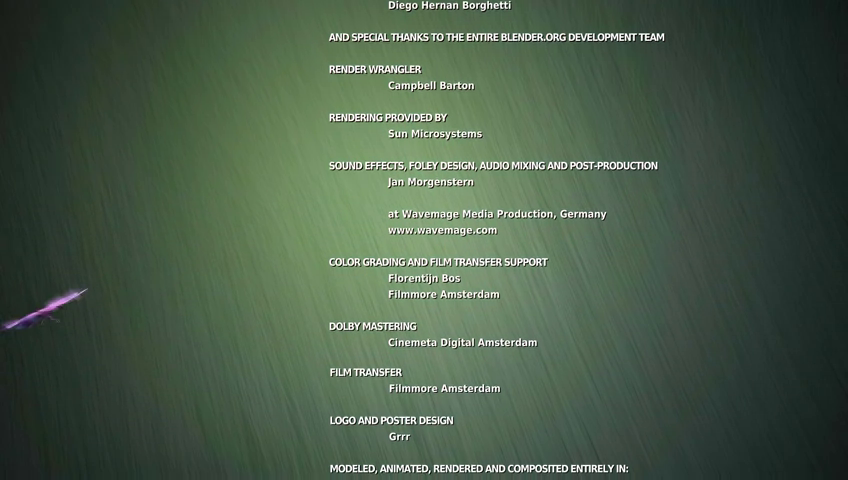 Diego Hernan Borghetti
AND SPECIAL THANKS TO THE ENTIRE BLENDER.ORG DEVELOPMENT TEAM
RENDER WRANGLER
Campbell Barton
RENDERING PROVIDED BY
Sun Microsystems
SOUND EFFECTS, FOLEY DESIGN, AUDIO MIXING AND POST-PRODUCTION
Jan Morgenstern
at Wavemage Media Production, Germany
www.wavemage.com
COLOR GRADING AND FILM TRANSFER SUPPORT
Florentijn Bos
Filmmore Amsterdam
DOLBY MASTERING
Cinemeta Digital Amsterdam
FILM TRANSFER
Filmmore Amsterdam
LOGO AND POSTER DESIGN
Grrr
MODELED, ANIMATED, RENDERED AND COMPOSITED ENTIRELY IN: